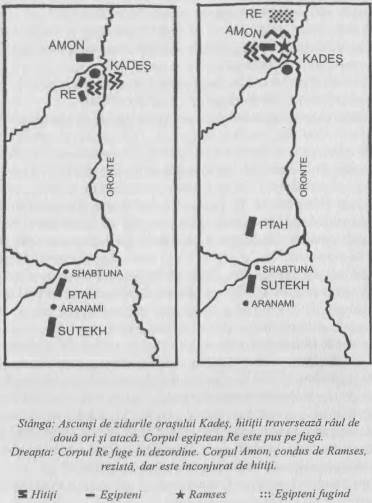 AMON
KADEŞ
RE
ORONTE
SHABTUNA
PTAH
ARANAMI
SUTEKH
RE
AMON
KADEŞ
ORONTE
PTAH
SHABTUNA
SUTEKH
ARANAMI
Stânga: Ascunşi de zidurile oraşului Kadeş, hitiţii traversează râul de
două ori şi atacă. Corpul egiptean Re este pus pe fugă.
Dreapta: Corpul Re fuge în dezordine. Corpul Amon, condus de Ramses,
rezistă, dar este înconjurat de hitiţi.
Hitiţi Egipteni Ramses Egipteni fugind